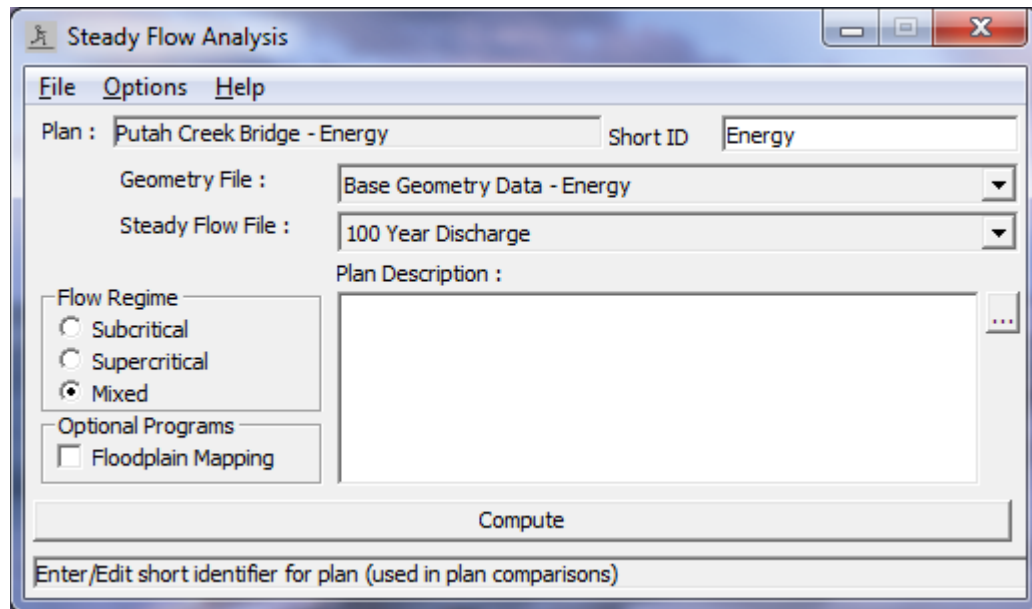 Steady Flow Analysis
File Options Help
Plan : Putah Creek Bridge - Energy Short ID Energy
Geometry File : Base Geometry Data - Energy
Steady Flow File : 100 Year Discharge
Plan Description :
Flow Regime
...
Subcritical
Supercritical
Mixed
Optional Programs
Floodplain Mapping
Compute
Enter/Edit short identifier for plan (used in plan comparisons)